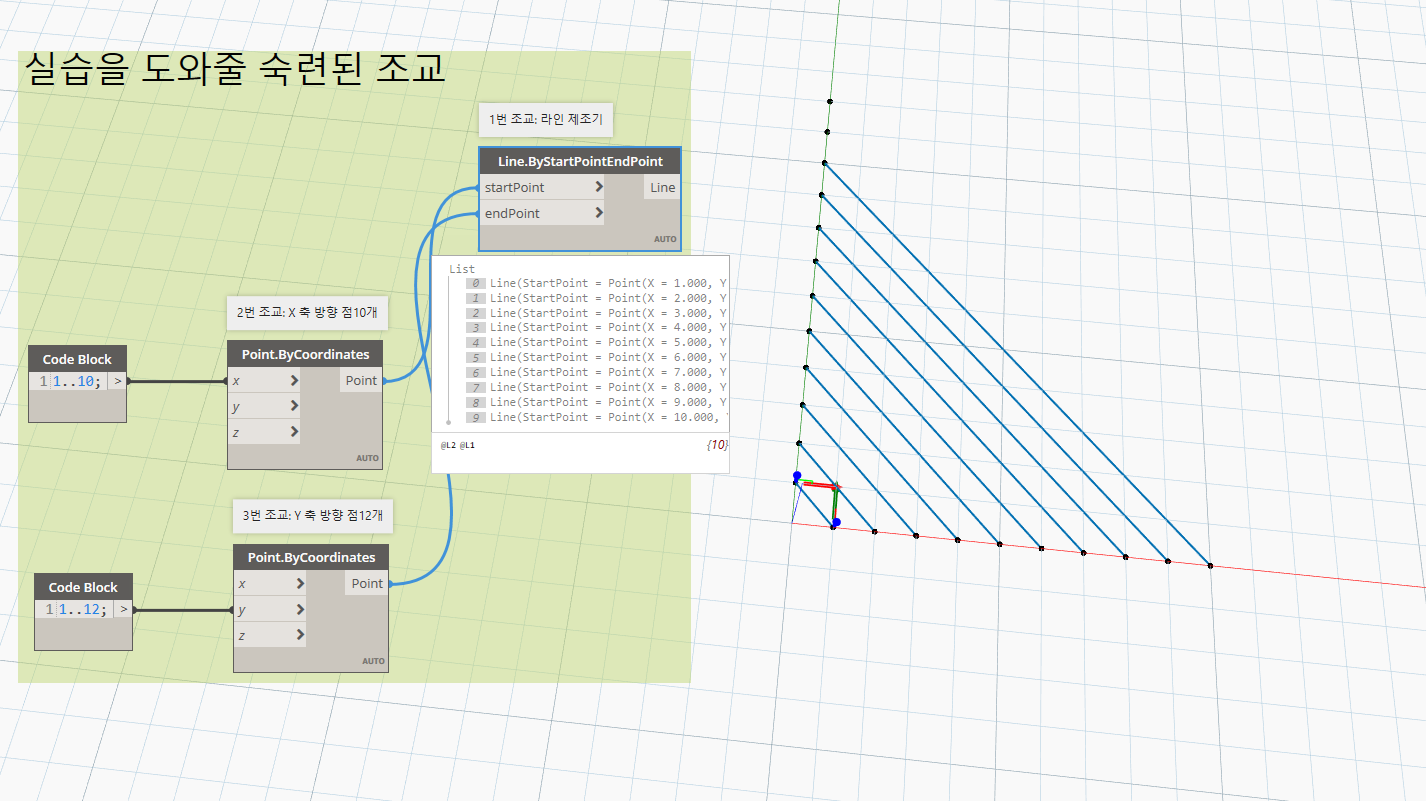 실습을 도와줄 숙련된 조교
1번 조교: 라인 제조기
Line.ByStartPointEndPoint
startPoint > Line
endPoint >
AUTO
List
0 Line(StartPoint = Point(X = 1.000, Y
1 Line(StartPoint = Point(X = 2.000, Y
2 Line(StartPoint = Point(X = 3.000, Y
3 Line(StartPoint = Point(X = 4.000, Y
4 Line(StartPoint = Point(X = 5.000, Y
5 Line(StartPoint = Point(X = 6.000, Y
6 Line(StartPoint = Point(X = 7.000, Y
7 Line(StartPoint = Point(X = 8.000, Y
8 Line(StartPoint = Point(X = 9.000, Y
9 Line(StartPoint = Point(X = 10.000,
@L2 @L1 {10}
2번 조교: X 축 방향 점10개
Code Block
1 1..10; >
Point.ByCoordinates
x > Point
y >
z >
AUTO
3번 조교: Y 축 방향 점12개
Code Block
1 1..12; >
Point.ByCoordinates
x > Point
y >
z >
AUTO